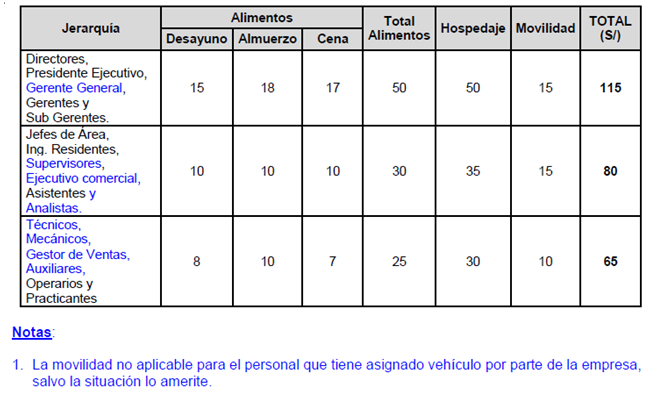 Jerarquía
Alimentos
Total Alimentos
Hospedaje
Movilidad
TOTAL (S/)
Desayuno
Almuerzo
Cena
Directores,
Presidente Ejecutivo,
Gerente General,
Gerentes y
Sub Gerentes.
15 18 17 50 50 15 115
Jefes de Área,
Ing. Residentes,
Supervisores,
Ejecutivo comercial,
Asistentes y
Analistas.
10 10 10 30 35 15 80
Técnicos,
Mecánicos,
Gestor de Ventas,
Auxiliares,
Operarios y
Practicantes
8 10 7 25 30 10 65
Notas:
1. La movilidad no aplicable para el personal que tiene asignado vehículo por parte de la empresa,
salvo la situación lo amerite.